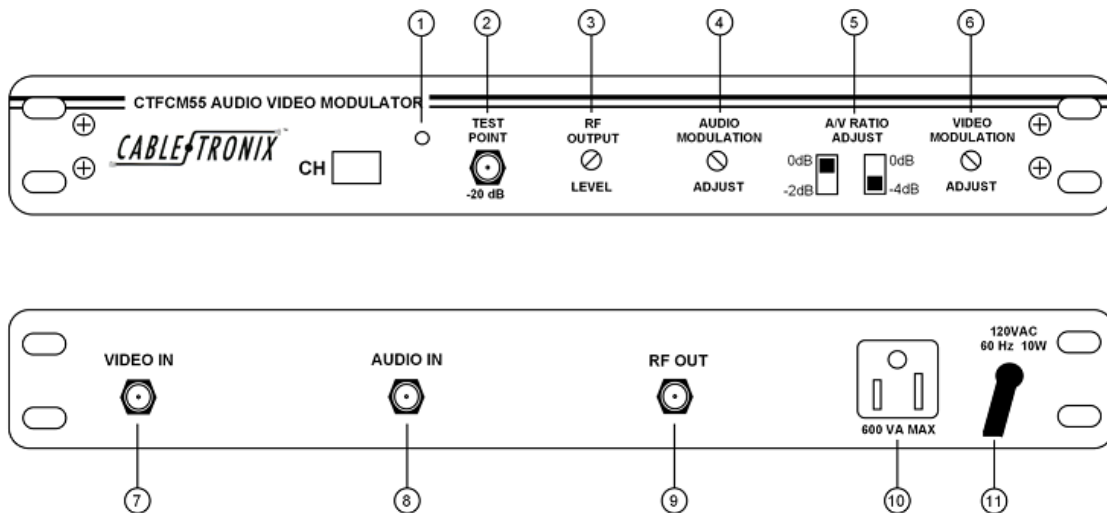 1 2 3 4 5 6
CTFCM55 AUDIO VIDEO MODULATOR
CABLE TRONIX™
CH
TEST
POINT
-20 dB
RF
OUTPUT
LEVEL
AUDIO
MODULATION
ADJUST
A/V RATIO
ADJUST
0dB 0dB
-2dB -4dB
VIDEO
MODULATION
ADJUST
VIDEO IN
AUDIO IN
RF OUT
600 VA MAX
120VAC
60 Hz 10W
7 8 9 10 11